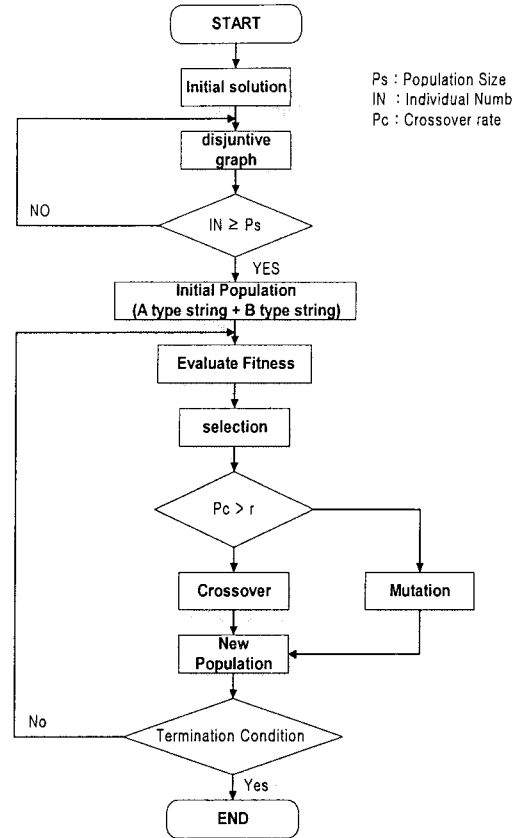 START
Initial solution
Ps : Population Size
IN : Individual Numb
Pc : Crossover rate
disjuntive
graph
NO
IN ≥ Ps
YES
Initial Population
(A type string + B type string)
Evaluate Fitness
selection
Pc > r
Crossover
Mutation
New
Population
No
Termination Condition
Yes
END